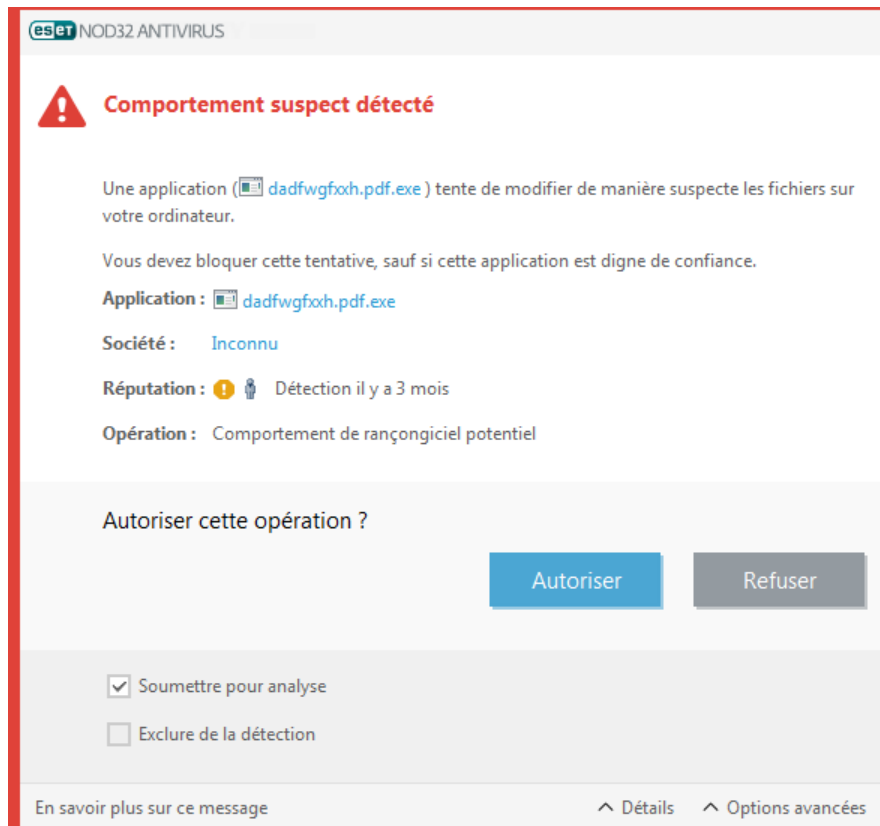 eset NOD32 ANTIVIRUS
Comportement suspect détecté
Une application ( dadfwgfxxh.pdf.exe ) tente de modifier de manière suspecte les fichiers sur
votre ordinateur.
Vous devez bloquer cette tentative, sauf si cette application est digne de confiance.
Application : dadfwgfxxh.pdf.exe
Société : Inconnu
Réputation : Détection il y a 3 mois
Opération : Comportement de rançongiciel potentiel
Autoriser cette opération ?
Autoriser Refuser
Soumettre pour analyse
Exclure de la détection
En savoir plus sur ce message Détails Options avancées